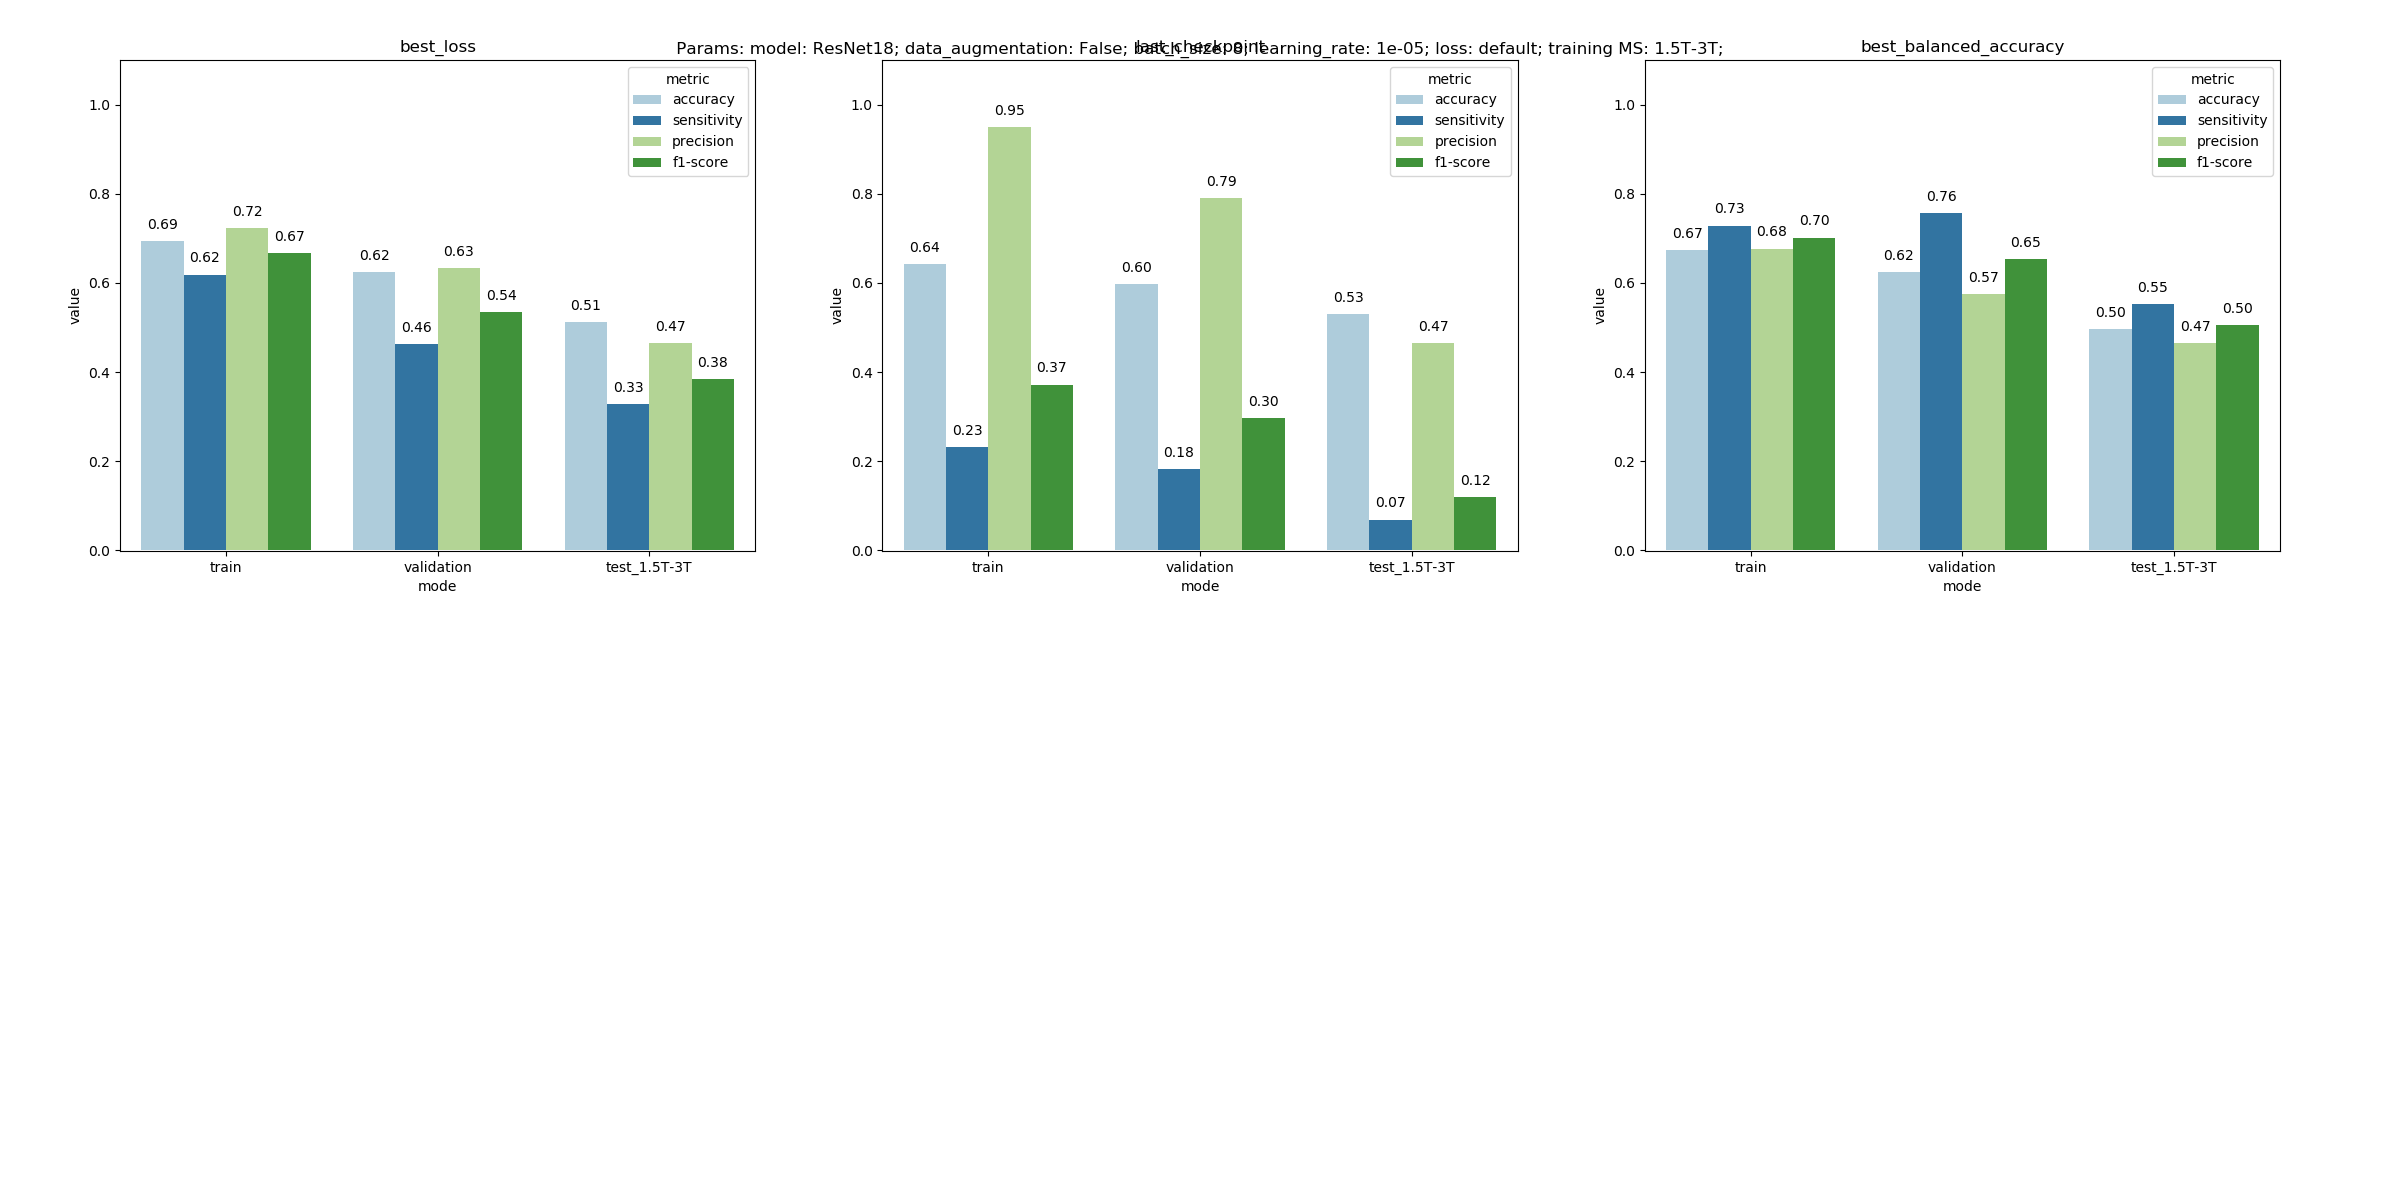 best_loss
Params: model: ResNet18; data_augmentation: False; batch_size: 8; learning_rate: 1e-05; loss: default; training MS: 1.5T-3T;
last_checkpoint
best_balanced_accuracy
metric
accuracy
sensitivity
precision
f1-score
1.0
0.8
0.6
0.4
0.2
0.0
value
0.69
0.62
0.72
0.67
0.62
0.46
0.63
0.54
0.51
0.33
0.47
0.38
train
validation
test_1.5T-3T
mode
metric
accuracy
sensitivity
precision
f1-score
1.0
0.8
0.6
0.4
0.2
0.0
value
0.64
0.23
0.95
0.37
0.60
0.18
0.79
0.30
0.53
0.07
0.47
0.12
train
validation
test_1.5T-3T
mode
metric
accuracy
sensitivity
precision
f1-score
1.0
0.8
0.6
0.4
0.2
0.0
value
0.67
0.73
0.68
0.70
0.62
0.76
0.57
0.65
0.50
0.55
0.47
0.50
train
validation
test_1.5T-3T
mode